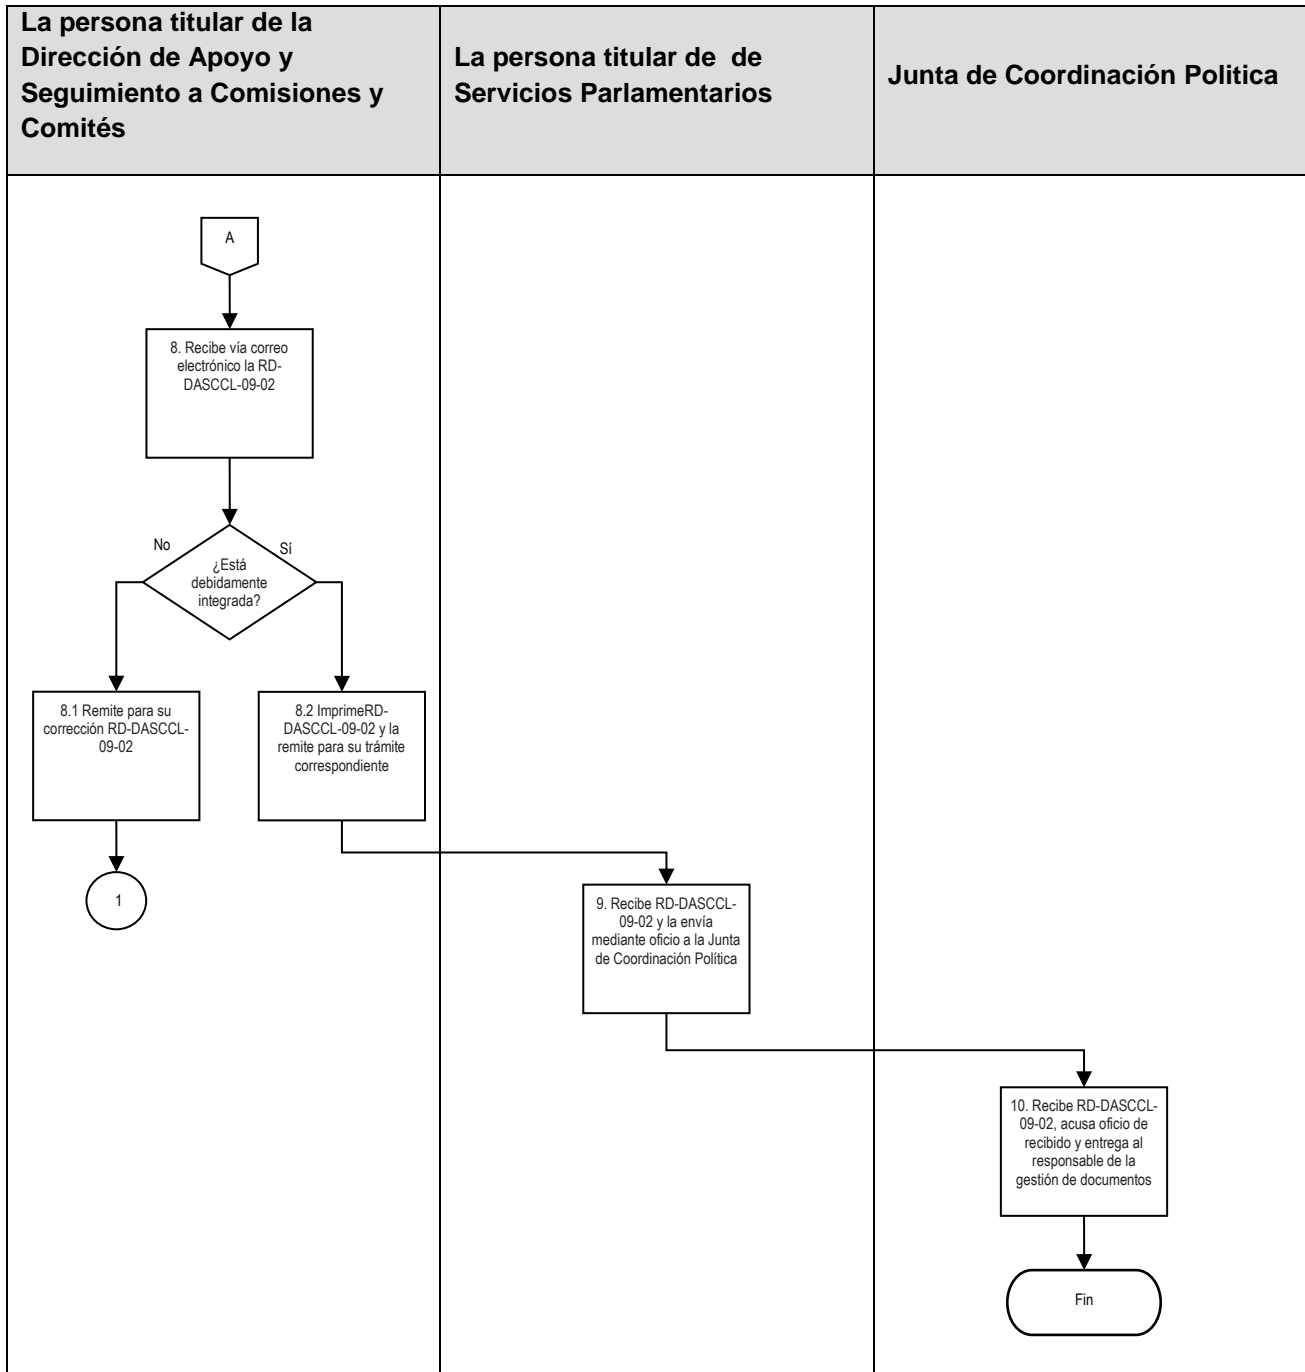 La persona titular de la
Dirección de Apoyo y
Seguimiento a Comisiones y
Comités
La persona titular de  de
Servicios Parlamentarios
Junta de Coordinación Politica
A
8. Recibe vía correo
electrónico la RD-
DASCCL-09-02
No
Sí
¿Está
debidamente
integrada?
8.1 Remite para su
corrección RD-DASCCL-
09-02
8.2 ImprimeRD-
DASCCL-09-02 y la
remite para su trámite
correspondiente
1
9. Recibe RD-DASCCL-
09-02 y la envía
mediante oficio a la Junta
de Coordinación Política
10. Recibe RD-DASCCL-
09-02, acusa oficio de
recibido y entrega al
responsable de la
gestión de documentos
Fin